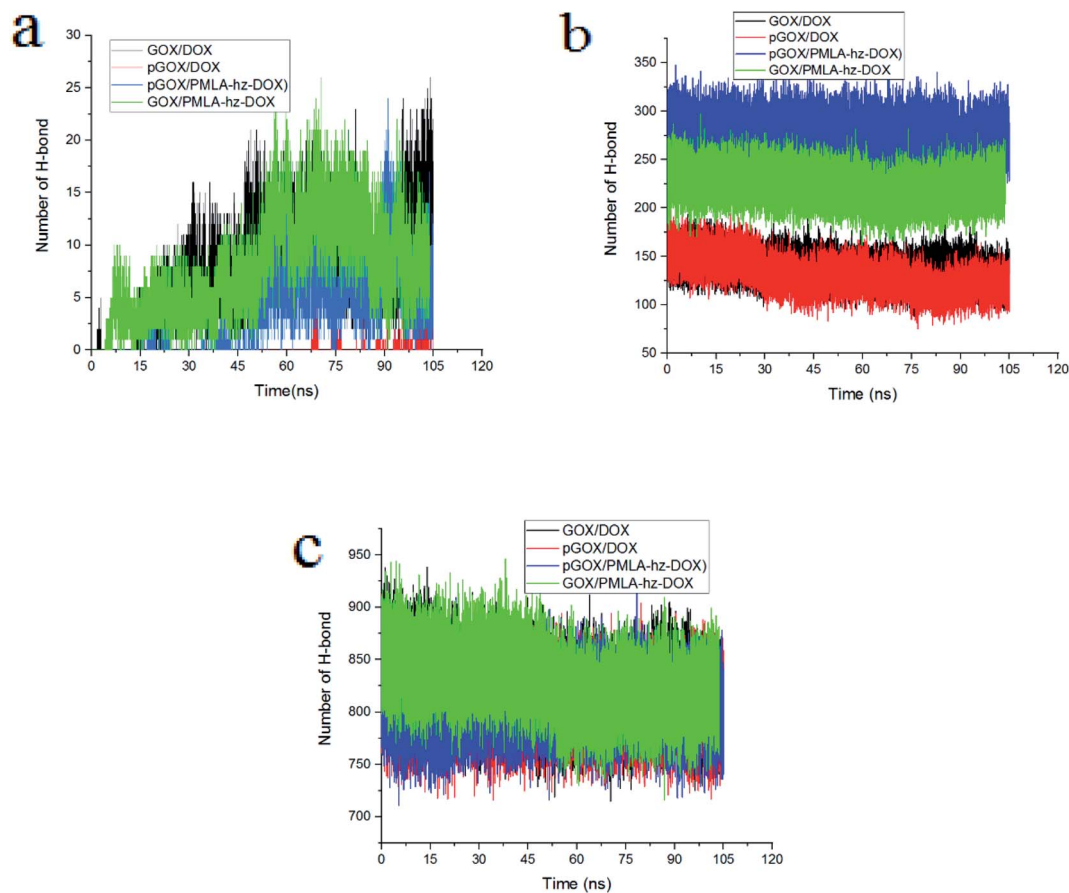 a
30
25
20
15
10
5
0
Number of H-bond
GOX/DOX
pGOX/DOX
pGOX/PMLA-hz-DOX)
GOX/PMLA-hz-DOX
0 15 30 45 60 75 90 105 120
Time(ns)
b
350
300
250
200
150
100
50
Number of H-bond
GOX/DOX
pGOX/DOX
pGOX/PMLA-hz-DOX)
GOX/PMLA-hz-DOX
0 15 30 45 60 75 90 105 120
Time (ns)
c
950
900
850
800
750
700
Number of H-bond
GOX/DOX
pGOX/DOX
pGOX/PMLA-hz-DOX)
GOX/PMLA-hz-DOX
0 15 30 45 60 75 90 105 120
Time (ns)